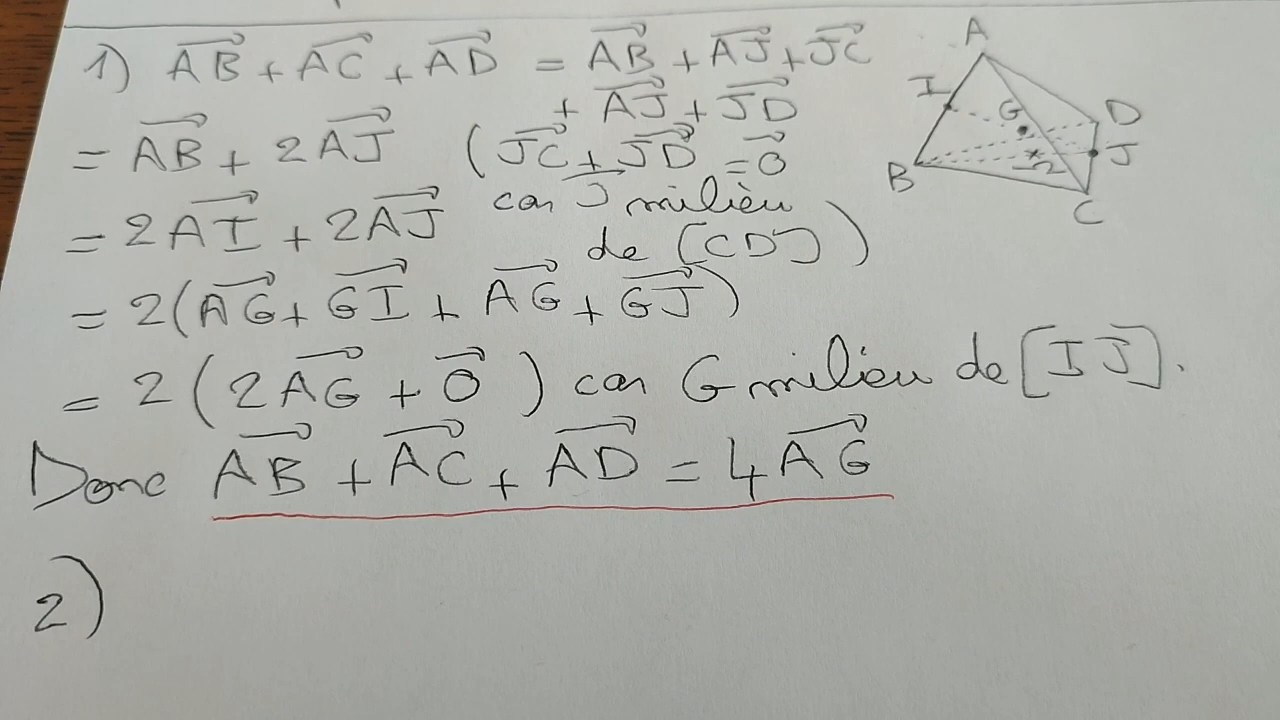 1) AB + AC + AD = AB + AJ + JC
+ AJ + JD
= AB + 2AJ (JC + JD = 0
car J milieu
= 2AI + 2AJ
de [CD])
= 2(AG + GI + AG + GJ)
= 2(2AG + 0) car G milieu de [IJ].
Donc AB + AC + AD = 4AG
2)
A
I
G
D
J
B
C